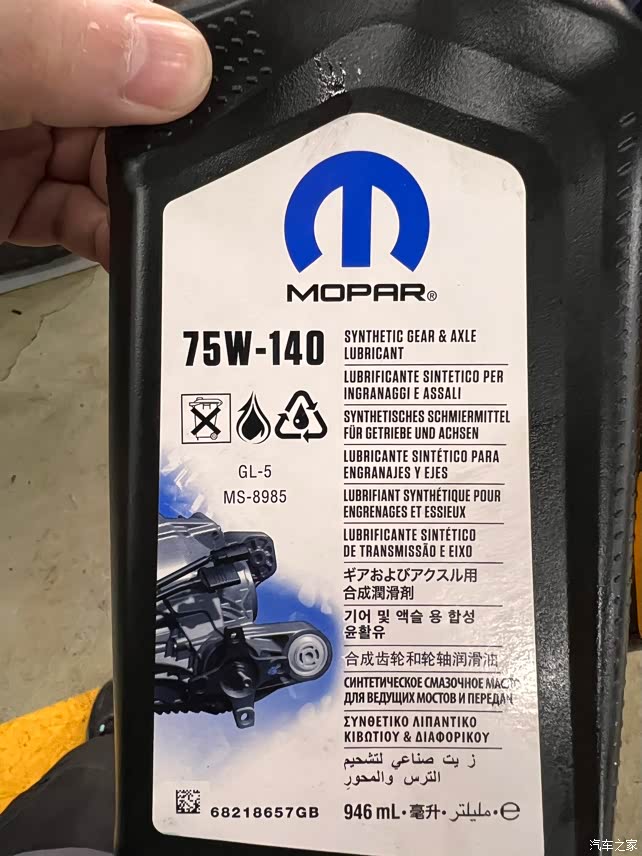 MOPAR®
75W-140
SYNTHETIC GEAR & AXLE
LUBRICANT
LUBRIFICANTE SINTETICO PER
INGRANAGGI E ASSALI
SYNTHETISCHES SCHMIERMITTEL
FÜR GETRIEBE UND ACHSEN
LUBRICANTE SINTÉTICO PARA
ENGRANAJES Y EJES
LUBRIFIANT SYNTHÉTIQUE POUR
ENGRENAGES ET ESSIEUX
LUBRIFICANTE SINTÉTICO
DE TRANSMISSÃO E EIXO
ギアおよびアクスル用
合成潤滑剤
기어 및 액슬 용 합성
윤활유
合成齿轮和轮轴润滑油
СИНТЕТИЧЕСКОЕ СМАЗОЧНОЕ МАСЛО
ДЛЯ ВЕДУЩИХ МОСТОВ И ПЕРЕДАЧ
ΣΥΝΘΕΤΙΚΟ ΛΙΠΑΝΤΙΚΟ
ΚΙΒΩΤΙΟΥ & ΔΙΑΦΟΡΙΚΟΥ
زيت صناعي لتشحيم
الترس والمحور
GL-5
MS-8985
68218657GB
946 mL·毫升·مليلتر·e
汽车之家